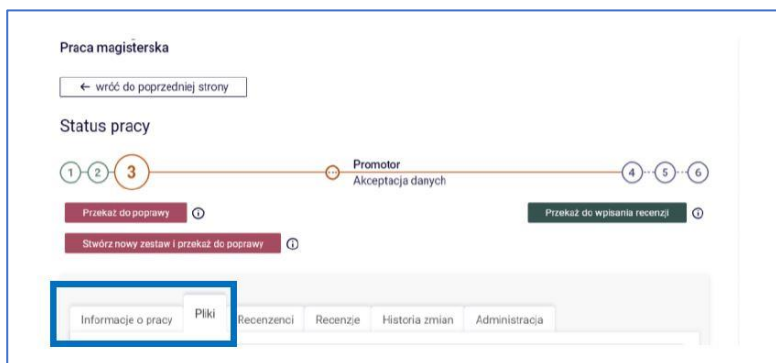 Praca magisterska
← wróć do poprzedniej strony
Status pracy
1 2 3 Promotor 4 5 6
Akceptacja danych
Przekaż do poprawy Przekaż do wpisania recenzji
Stwórz nowy zestaw i przekaż do poprawy
Informacje o pracy Pliki Recenzenci Recenzje Historia zmian Administracja